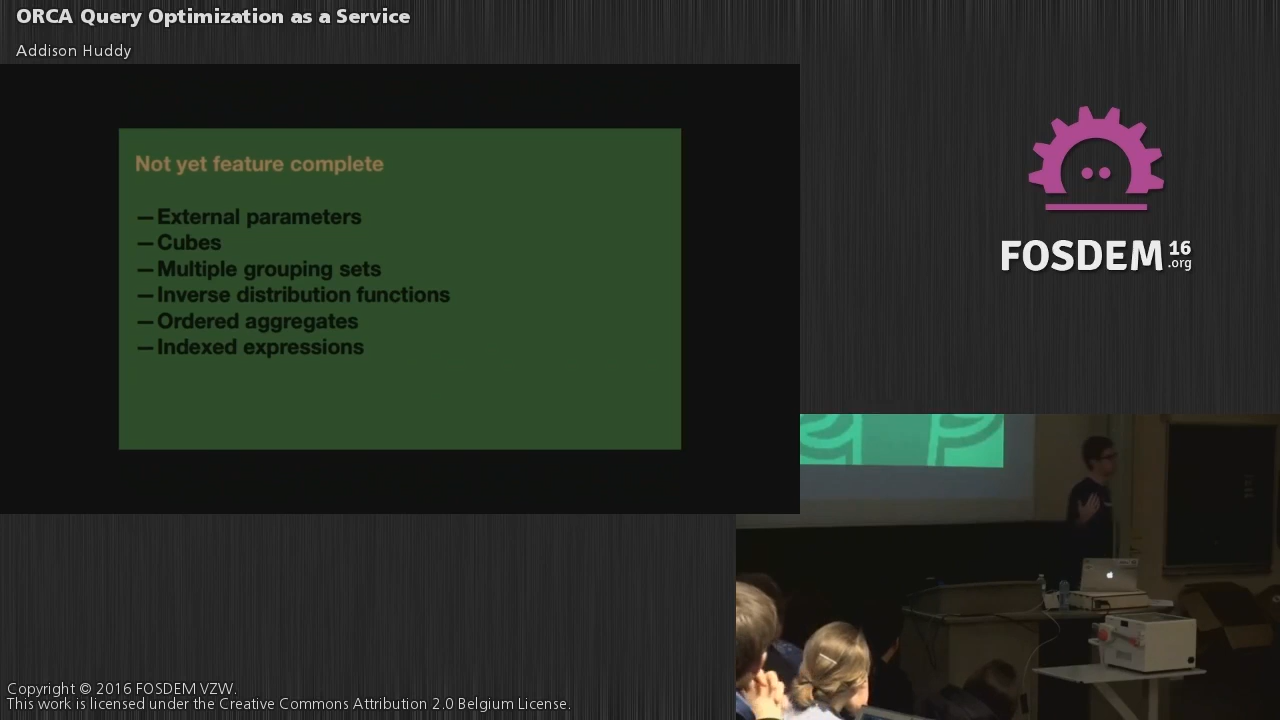 ORCA Query Optimization as a Service
Addison Huddy
Not yet feature complete
—External parameters
—Cubes
—Multiple grouping sets
—Inverse distribution functions
—Ordered aggregates
—Indexed expressions
FOSDEM 16 .org
Copyright © 2016 FOSDEM VZW.
This work is licensed under the Creative Commons Attribution 2.0 Belgium License.